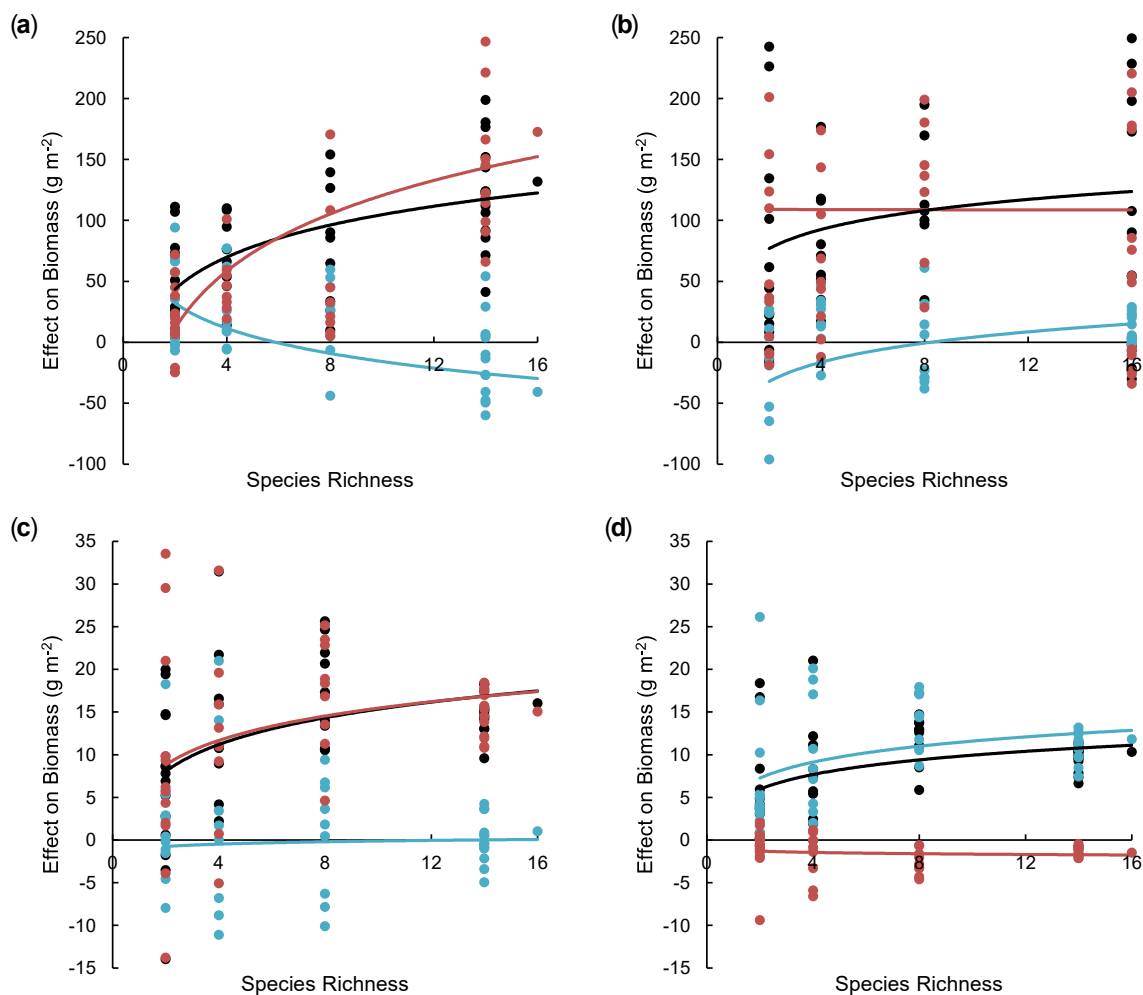 (a)
Effect on Biomass (g m-2)
250
200
150
100
50
0
-50
-100
0 4 8 12 16
Species Richness
(b)
Effect on Biomass (g m-2)
250
200
150
100
50
0
-50
-100
0 4 8 12 16
Species Richness
(c)
Effect on Biomass (g m-2)
35
30
25
20
15
10
5
0
-5
-10
-15
0 4 8 12 16
Species Richness
(d)
Effect on Biomass (g m-2)
35
30
25
20
15
10
5
0
-5
-10
-15
0 4 8 12 16
Species Richness